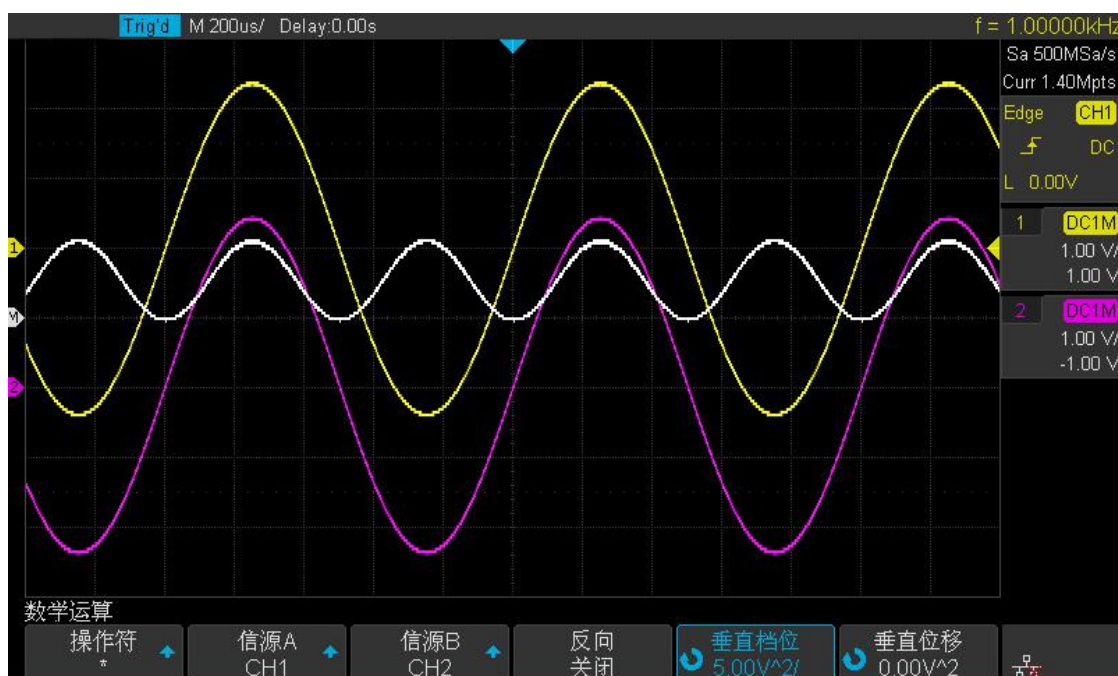 Trig'd M 200us/ Delay:0.00s f = 1.00000kHz
Sa 500MSa/s
Curr 1.40Mpts
Edge CH1
DC
L 0.00V
1 DC1M
1.00 V/
1.00 V
2 DC1M
1.00 V/
-1.00 V
1
M
2
数学运算
操作符 信源A 信源B 反向 垂直档位 垂直位移
* CH1 CH2 关闭 5.00V^2/ 0.00V^2